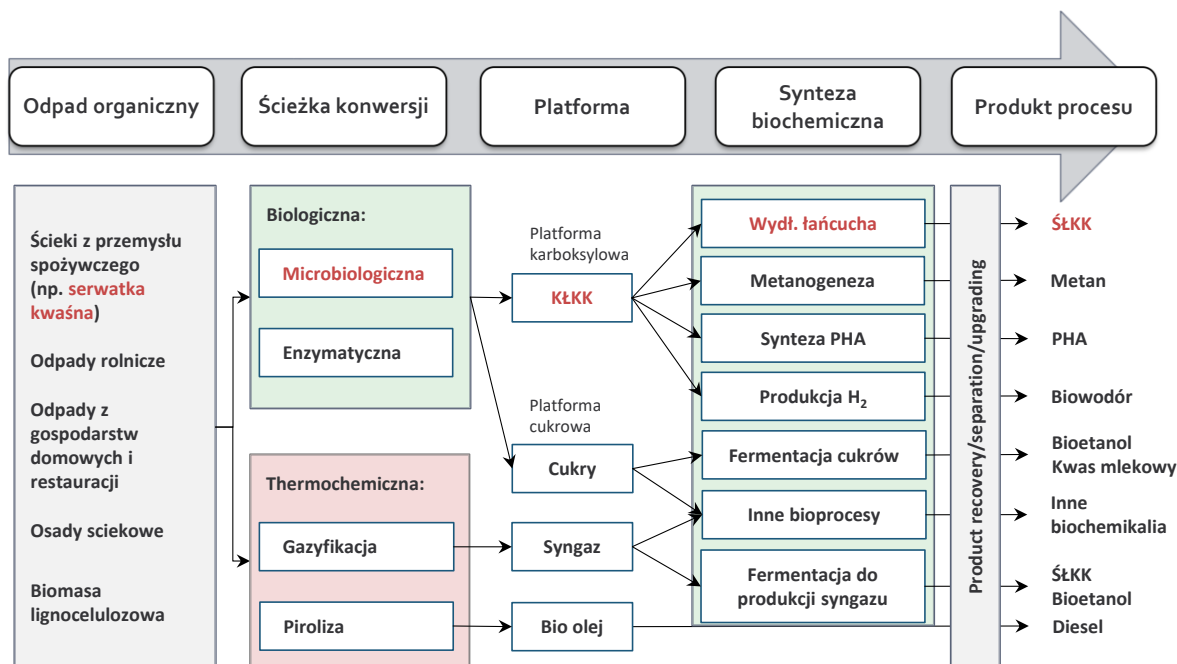 Odpad organiczny
Ścieżka konwersji
Platforma
Synteza
biochemiczna
Produkt procesu
Ścieki z przemysłu
spożywczego
(np. serwatka
kwaśna)
Odpady rolnicze
Odpady z
gospodarstw
domowych i
restauracji
Osady sciekowe
Biomasa
lignocelulozowa
Biologiczna:
Microbiologiczna
Enzymatyczna
Thermochemiczna:
Gazyfikacja
Piroliza
Platforma
karboksylowa
KŁKK
Platforma
cukrowa
Cukry
Syngaz
Bio olej
Wydł. łańcucha
Metanogeneza
Synteza PHA
Produkcja H₂
Fermentacja cukrów
Inne bioprocesy
Fermentacja do
produkcji syngazu
Product recovery/separation/upgrading
ŚŁKK
Metan
PHA
Biowodór
Bioetanol
Kwas mlekowy
Inne
biochemikalia
ŚŁKK
Bioetanol
Diesel